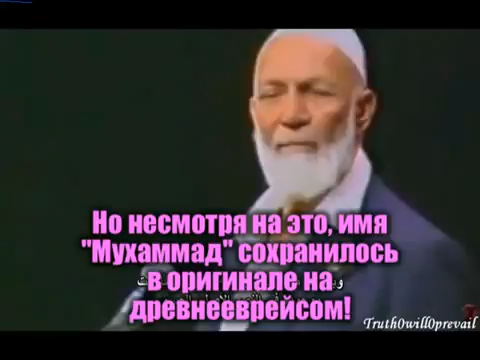 Но несмотря на это, имя
"Мухаммад" сохранилось
в оригинале на
древнееврейсом!
Truth0will0prevail